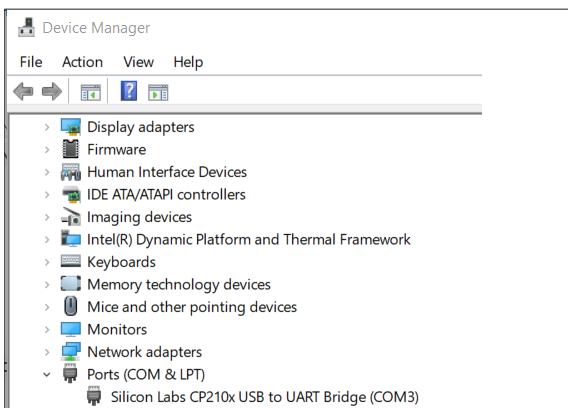 Device Manager
File Action View Help
Display adapters
Firmware
Human Interface Devices
IDE ATA/ATAPI controllers
Imaging devices
Intel(R) Dynamic Platform and Thermal Framework
Keyboards
Memory technology devices
Mice and other pointing devices
Monitors
Network adapters
Ports (COM & LPT)
Silicon Labs CP210x USB to UART Bridge (COM3)